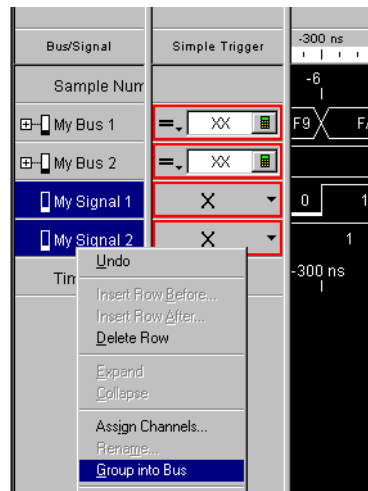 Bus/Signal Simple Trigger -300 ns
Sample Num -6
My Bus 1 = XX F9
My Bus 2 = XX
My Signal 1 X 0 1
My Signal 2 X 1
Undo
Tim -300 ns
Insert Row Before...
Insert Row After...
Delete Row
Expand
Collapse
Assign Channels...
Rename...
Group into Bus